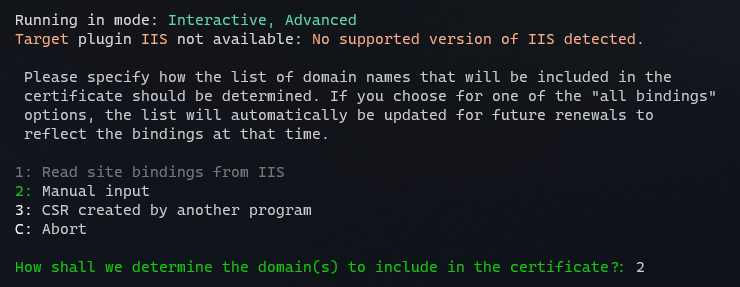 Running in mode: Interactive, Advanced
Target plugin IIS not available: No supported version of IIS detected.
Please specify how the list of domain names that will be included in the
certificate should be determined. If you choose for one of the "all bindings"
options, the list will automatically be updated for future renewals to
reflect the bindings at that time.
1: Read site bindings from IIS
2: Manual input
3: CSR created by another program
C: Abort
How shall we determine the domain(s) to include in the certificate?: 2